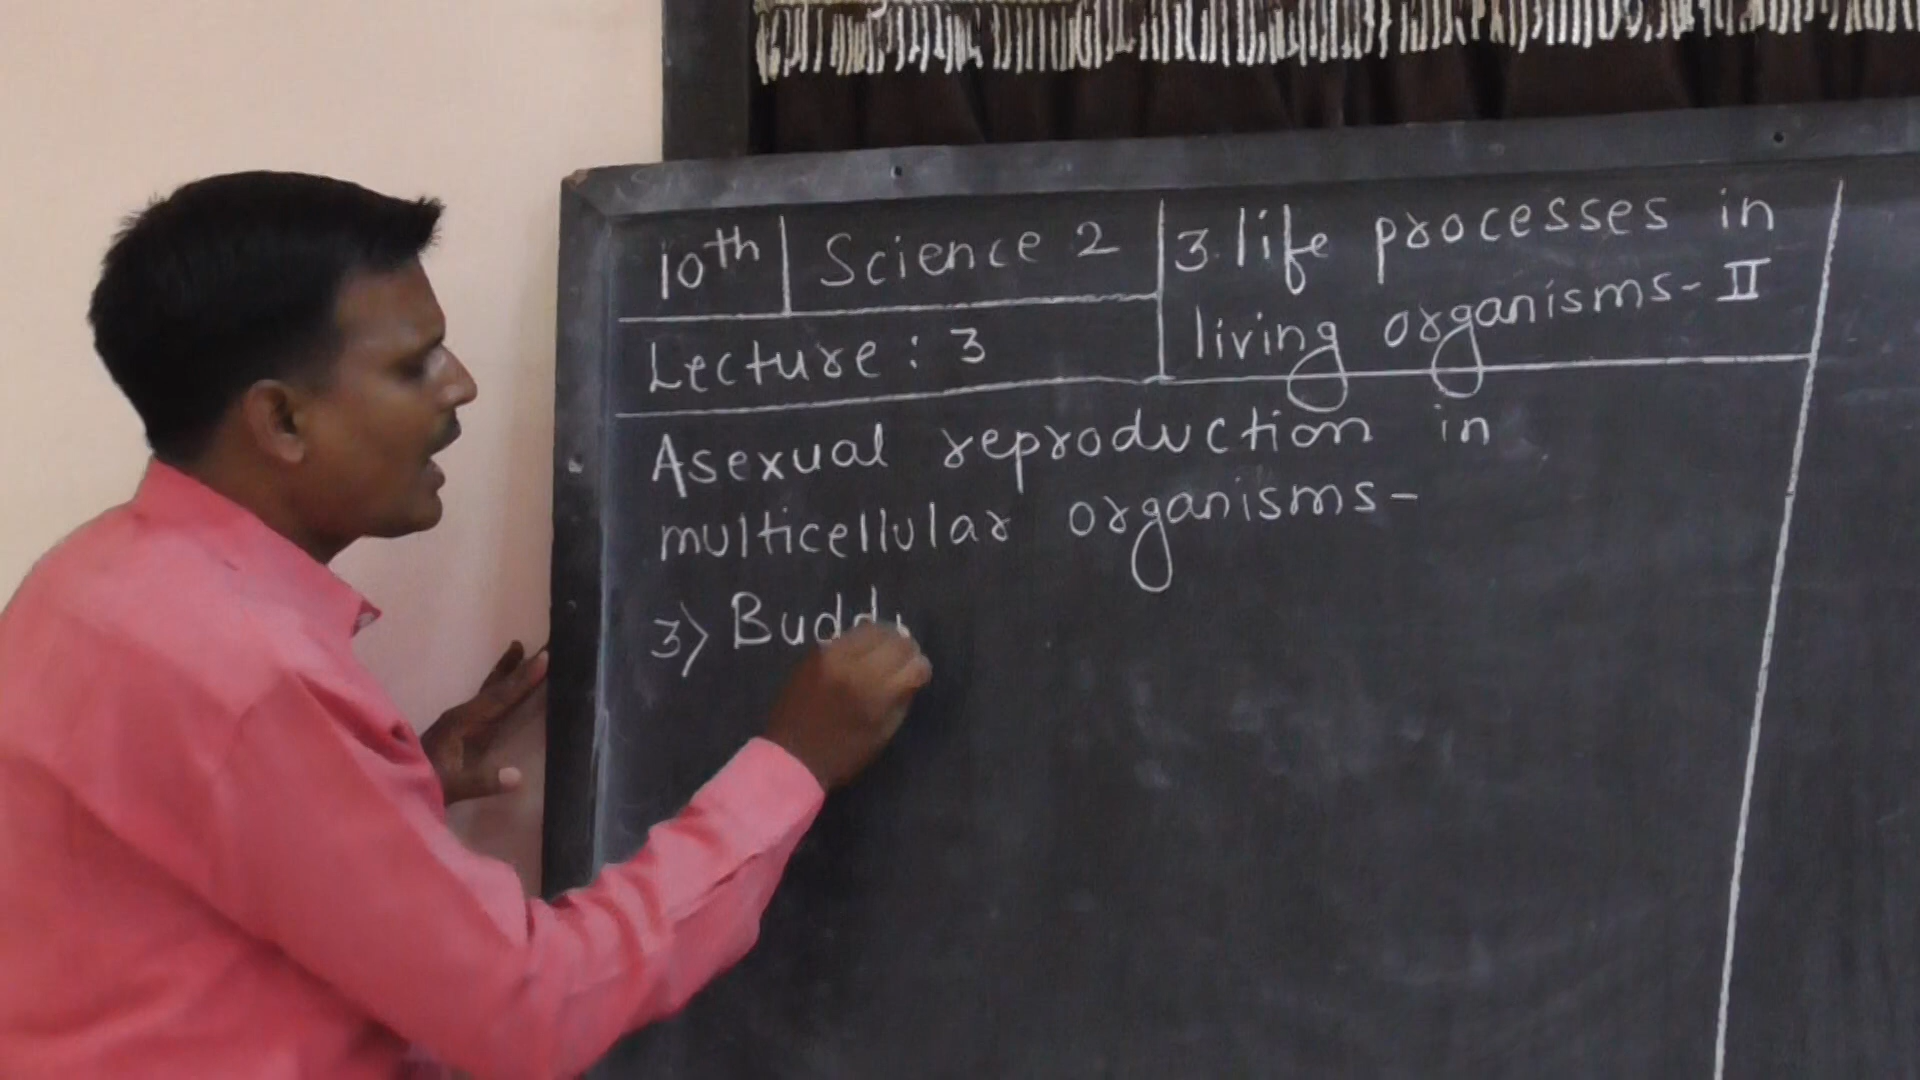 10th
Science 2
3. life processes in
living organisms - II
Lecture : 3
Asexual reproduction in
multicellular organisms -
3) Budd